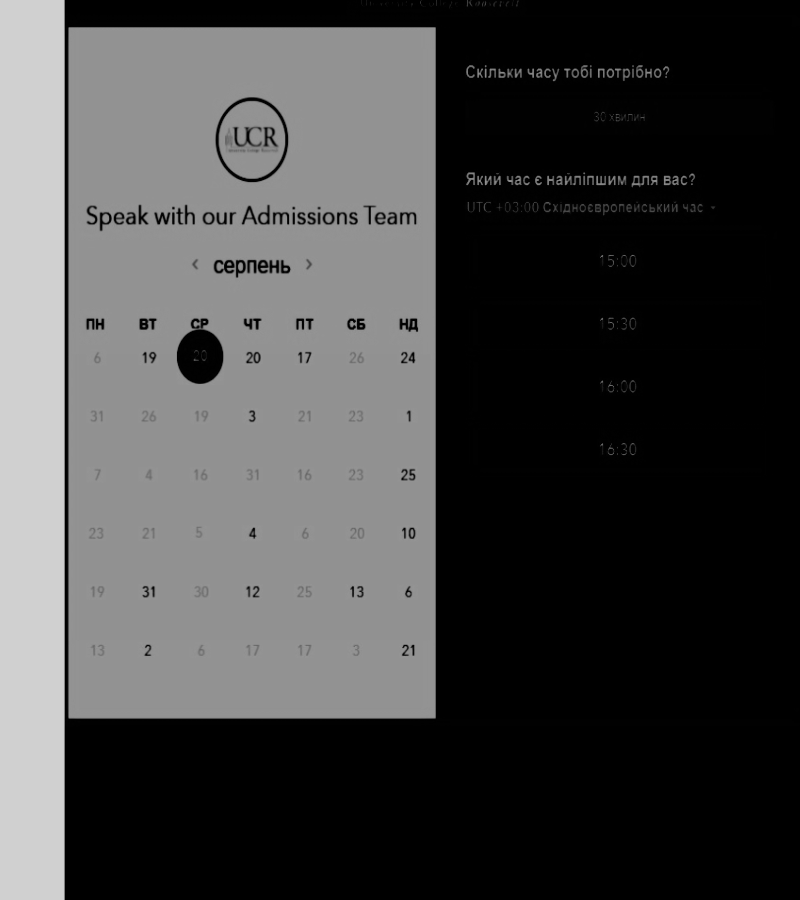 UCR
Speak with our Admissions Team
‹ серпень ›
ПН ВТ СР ЧТ ПТ СБ НД
6 19 20 20 17 26 24
31 26 19 3 21 23 1
7 4 16 31 16 23 25
23 21 5 4 6 20 10
19 31 30 12 25 13 6
13 2 6 17 17 3 21
Скільки часу тобі потрібно?
30 хвилин
Який час є найліпшим для вас?
UTC +03:00 Східноєвропейський час
15:00
15:30
16:00
16:30